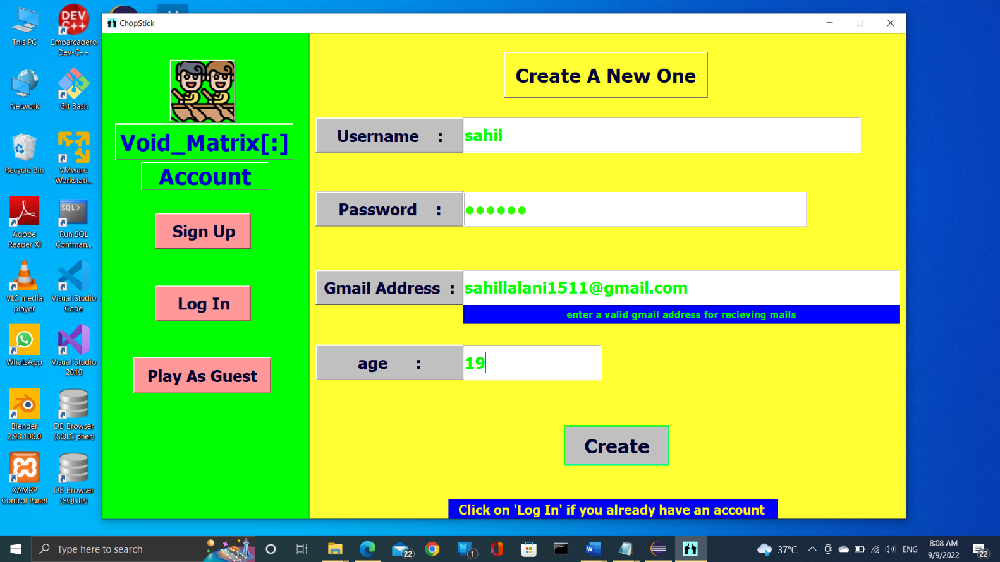 This PC
DEV
C++
Embarcadero
Dev-C++
Network
Git Bash
Recycle Bin
VMware
Workstati...
Adobe
Reader XI
SQL>
Run SQL
Comman...
VLC media
player
Visual Studio
Code
WhatsApp
Visual Studio
2019
Blender
2.93.106.0
DB Browser
(SQLCipher)
XAMPP
Control Panel
DB Browser
(SQLite)
ChopStick
Void_Matrix[:]
Account
Sign Up
Log In
Play As Guest
Create A New One
Username :
sahil
Password :
Gmail Address :
sahillalani1511@gmail.com
enter a valid gmail address for recieving mails
age :
19
Create
Click on 'Log In' if you already have an account
Type here to search
22
1
37°C
ENG
8:08 AM
9/9/2022
22